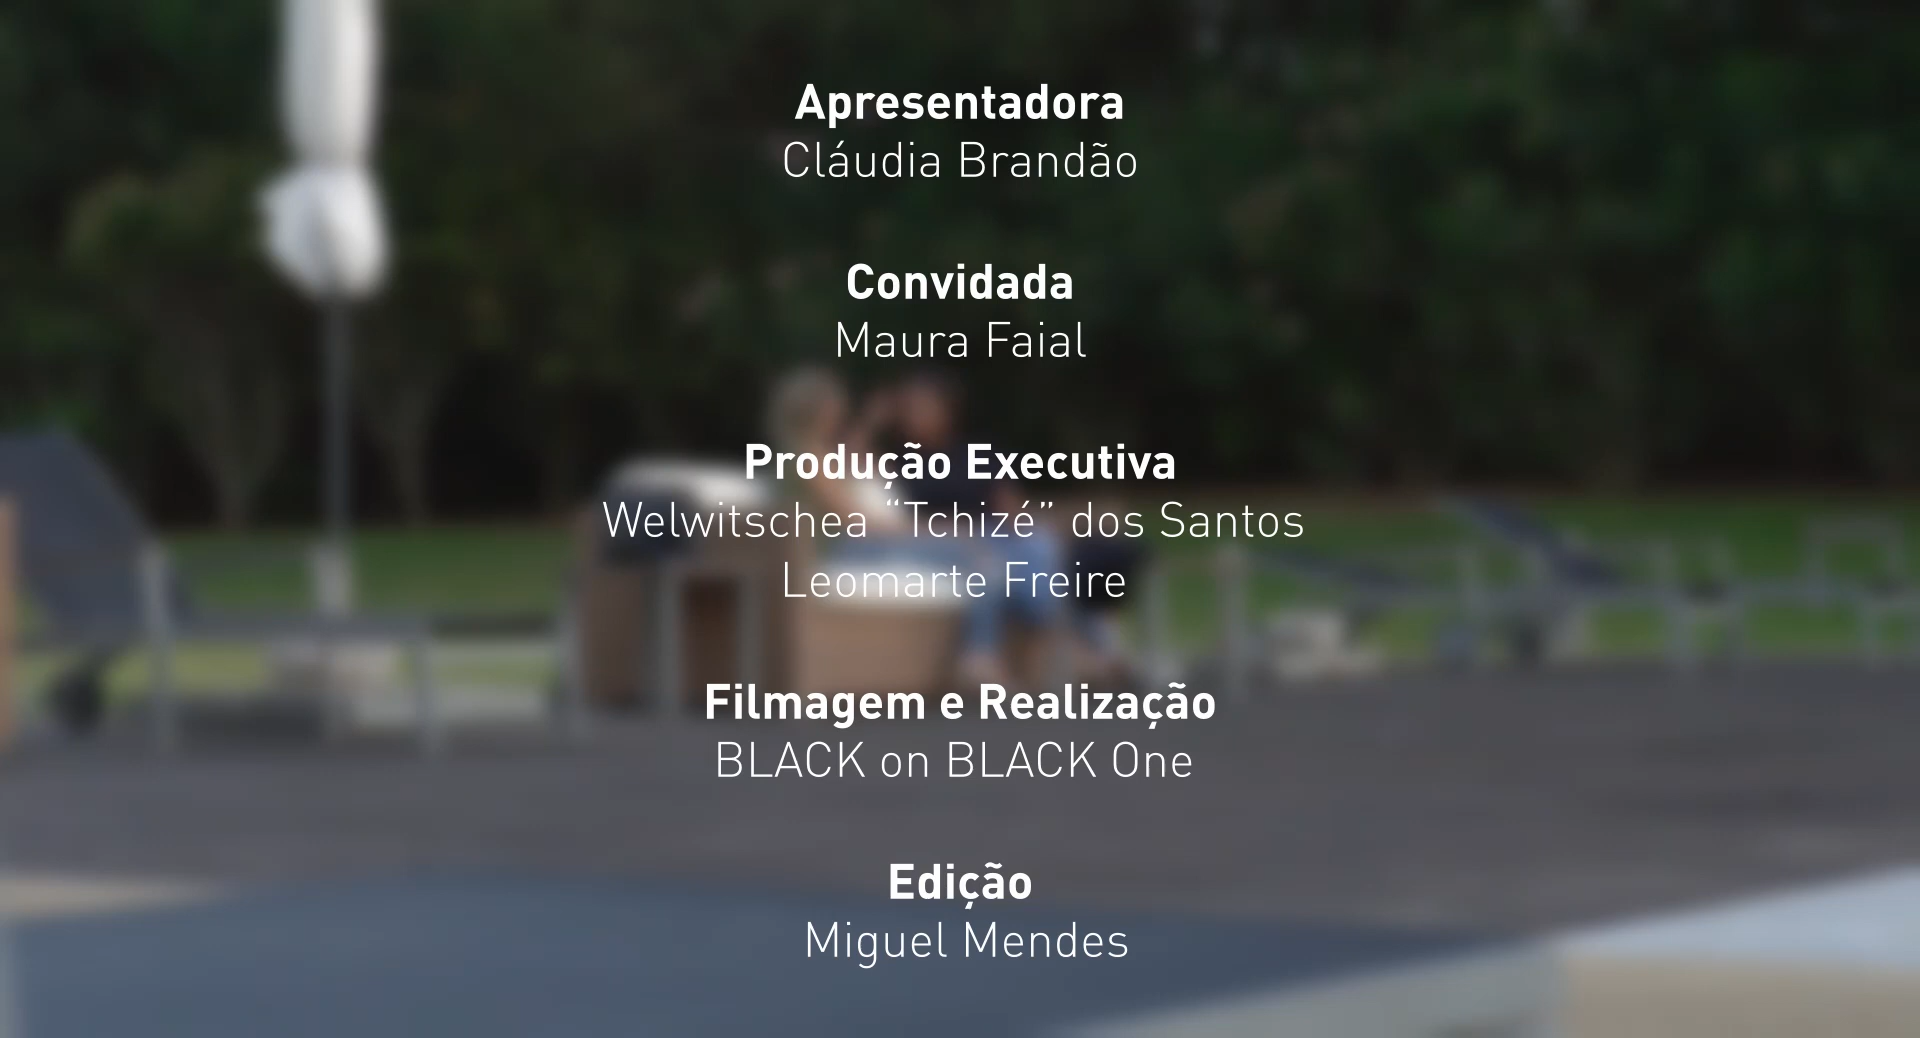 Apresentadora
Cláudia Brandão
Convidada
Maura Faial
Produção Executiva
Welwitschea “Tchizé” dos Santos
Leomarte Freire
Filmagem e Realização
BLACK on BLACK One
Edição
Miguel Mendes